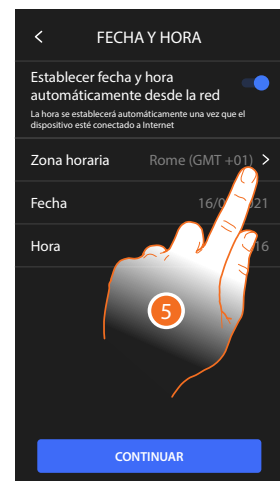 FECHA Y HORA
Establecer fecha y hora
automáticamente desde la red
La hora se establecerá automáticamente una vez que el
dispositivo esté conectado a Internet
Zona horaria Rome (GMT +01)
Fecha
Hora
5
CONTINUAR